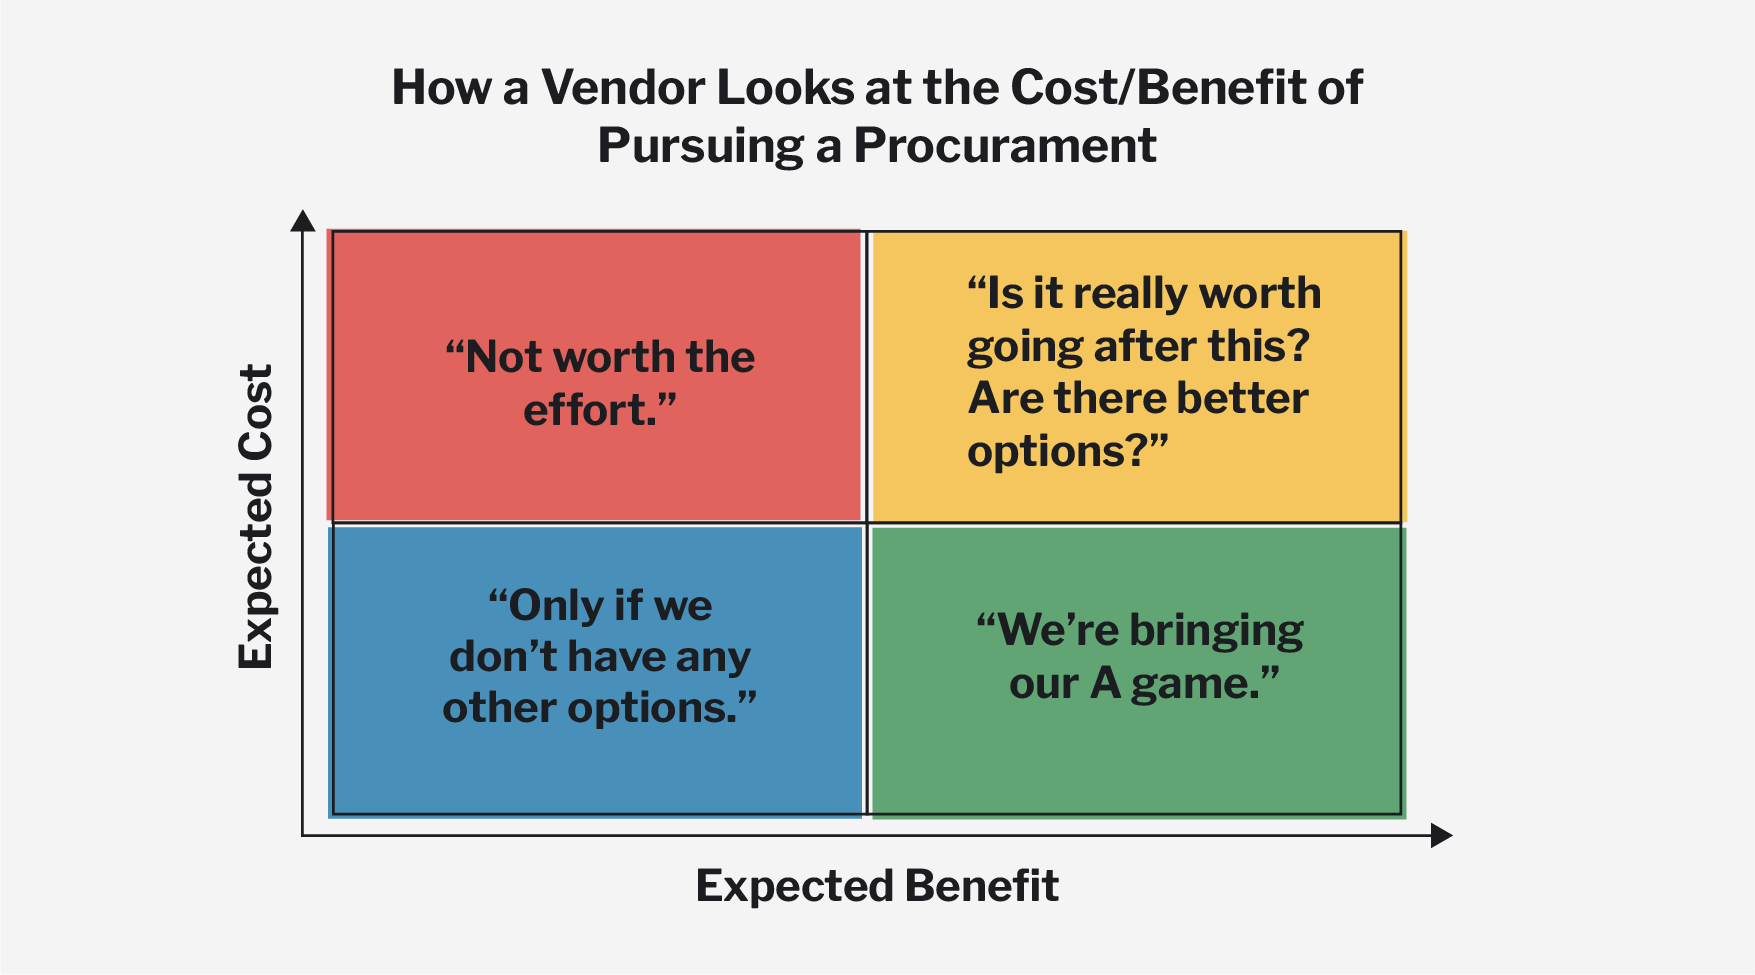 How a Vendor Looks at the Cost/Benefit of
Pursuing a Procurament
“Not worth the
effort.”
“Is it really worth
going after this?
Are there better
options?”
Expected Cost
“Only if we
don’t have any
other options.”
“We’re bringing
our A game.”
Expected Benefit